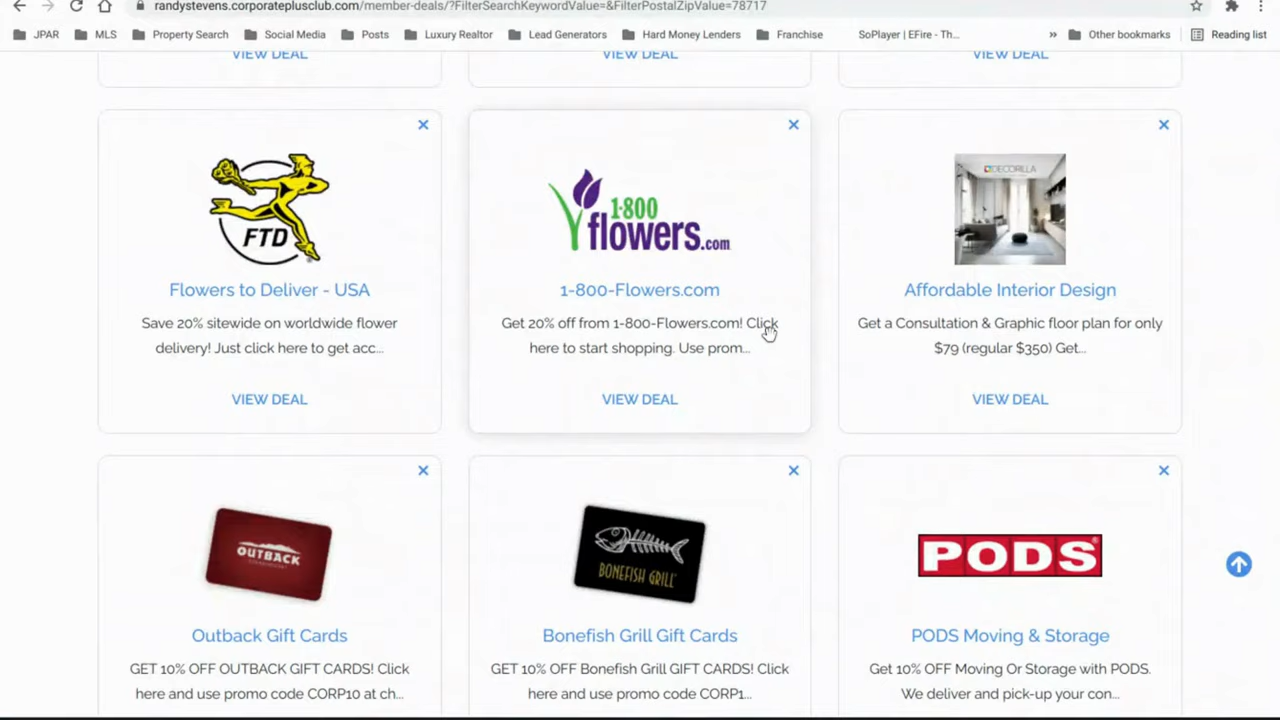 randystevens.corporateplusclub.com/member-deals/?FilterSearchKeywordValue=&FilterPostalZipValue=78717
JPAR MLS Property Search Social Media Posts Luxury Realtor Lead Generators Hard Money Lenders Franchise SoPlayer | EFire - Th... » Other bookmarks Reading list
VIEW DEAL VIEW DEAL VIEW DEAL
FTD
1·800
flowers.com
DECORILLA
Flowers to Deliver - USA
Save 20% sitewide on worldwide flower
delivery! Just click here to get acc...
VIEW DEAL
1-800-Flowers.com
Get 20% off from 1-800-Flowers.com! Click
here to start shopping. Use prom...
VIEW DEAL
Affordable Interior Design
Get a Consultation & Graphic floor plan for only
$79 (regular $350) Get...
VIEW DEAL
OUTBACK
Outback Gift Cards
GET 10% OFF OUTBACK GIFT CARDS! Click
here and use promo code CORP10 at ch...
BONEFISH GRILL
Bonefish Grill Gift Cards
GET 10% OFF Bonefish Grill GIFT CARDS! Click
here and use promo code CORP1...
PODS®
PODS Moving & Storage
Get 10% OFF Moving Or Storage with PODS.
We deliver and pick-up your con...